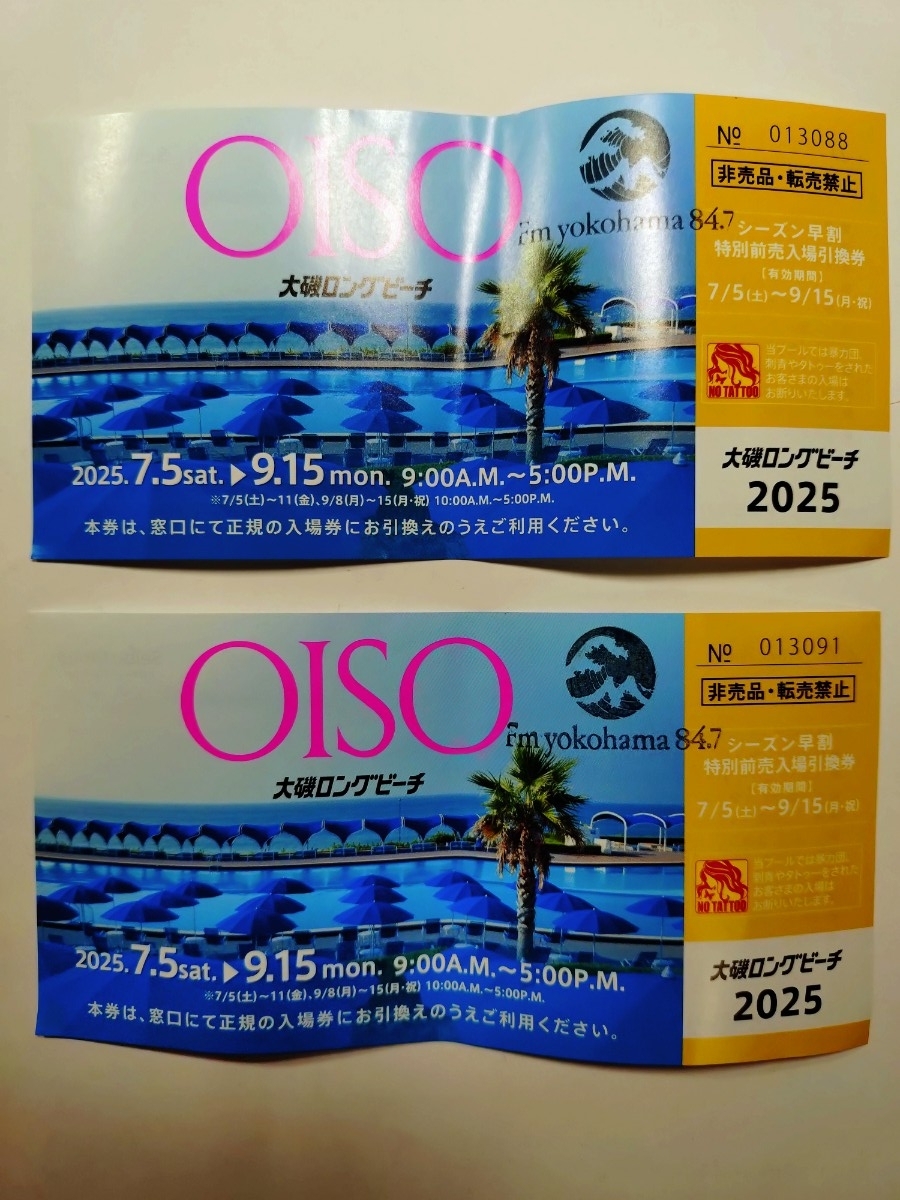 OISO
大磯ロングビーチ
fm yokohama 84.7
2025. 7.5 sat. ▶ 9.15 mon. 9:00A.M.〜5:00P.M.
※7/5(土)〜11(金)、9/8(月)〜15(月・祝) 10:00A.M.〜5:00P.M.
本券は、窓口にて正規の入場券にお引換えのうえご利用ください。
№ 013088
非売品・転売禁止
シーズン早割
特別前売入場引換券
［有効期間］
7/5(土)〜9/15(月・祝)
NO TATTOO
当プールでは暴力団、
刺青やタトゥーをされた
お客さまの入場は
お断りいたします。
大磯ロングビーチ
2025
OISO
大磯ロングビーチ
fm yokohama 84.7
2025. 7.5 sat. ▶ 9.15 mon. 9:00A.M.〜5:00P.M.
※7/5(土)〜11(金)、9/8(月)〜15(月・祝) 10:00A.M.〜5:00P.M.
本券は、窓口にて正規の入場券にお引換えのうえご利用ください。
№ 013091
非売品・転売禁止
シーズン早割
特別前売入場引換券
［有効期間］
7/5(土)〜9/15(月・祝)
NO TATTOO
当プールでは暴力団、
刺青やタトゥーをされた
お客さまの入場は
お断りいたします。
大磯ロングビーチ
2025